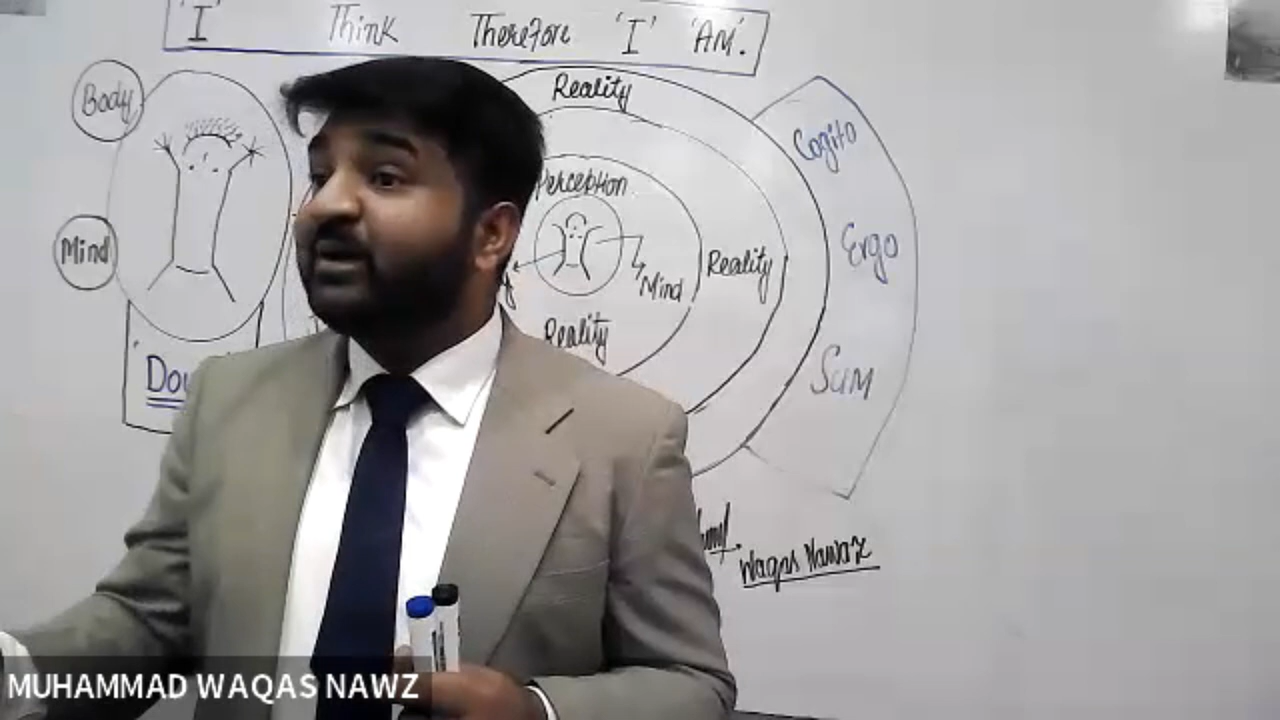 'I' Think Therefore 'I' 'AM'.
Body
Mind
Reality
Perception
Mind
Reality
Reality
Cogito
Ergo
Sum
Waqas Nawaz
MUHAMMAD WAQAS NAWZ